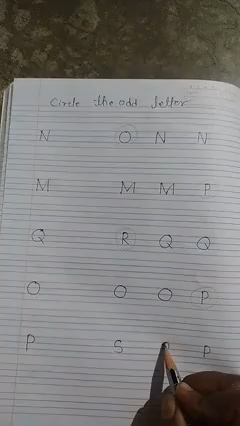 Circle the odd letter
N O N N
M M M P
Q R Q Q
O O O P
P S P